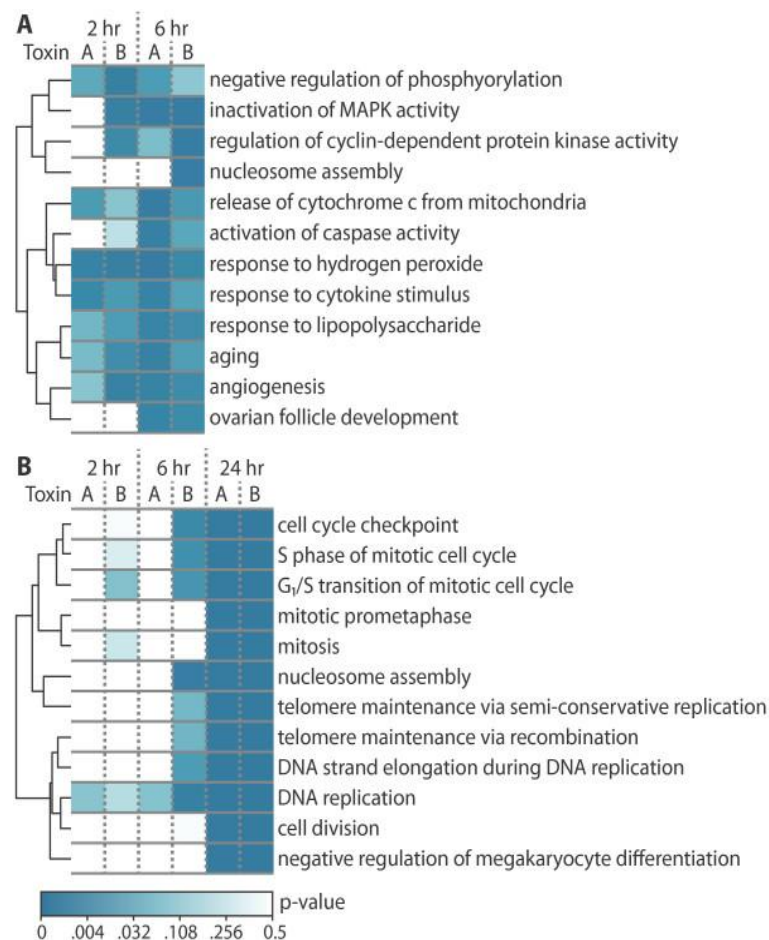 A
2 hr 6 hr
Toxin A B A B
negative regulation of phosphyorylation
inactivation of MAPK activity
regulation of cyclin-dependent protein kinase activity
nucleosome assembly
release of cytochrome c from mitochondria
activation of caspase activity
response to hydrogen peroxide
response to cytokine stimulus
response to lipopolysaccharide
aging
angiogenesis
ovarian follicle development
B
2 hr 6 hr 24 hr
Toxin A B A B A B
cell cycle checkpoint
S phase of mitotic cell cycle
G₁/S transition of mitotic cell cycle
mitotic prometaphase
mitosis
nucleosome assembly
telomere maintenance via semi-conservative replication
telomere maintenance via recombination
DNA strand elongation during DNA replication
DNA replication
cell division
negative regulation of megakaryocyte differentiation
p-value
0 .004 .032 .108 .256 0.5